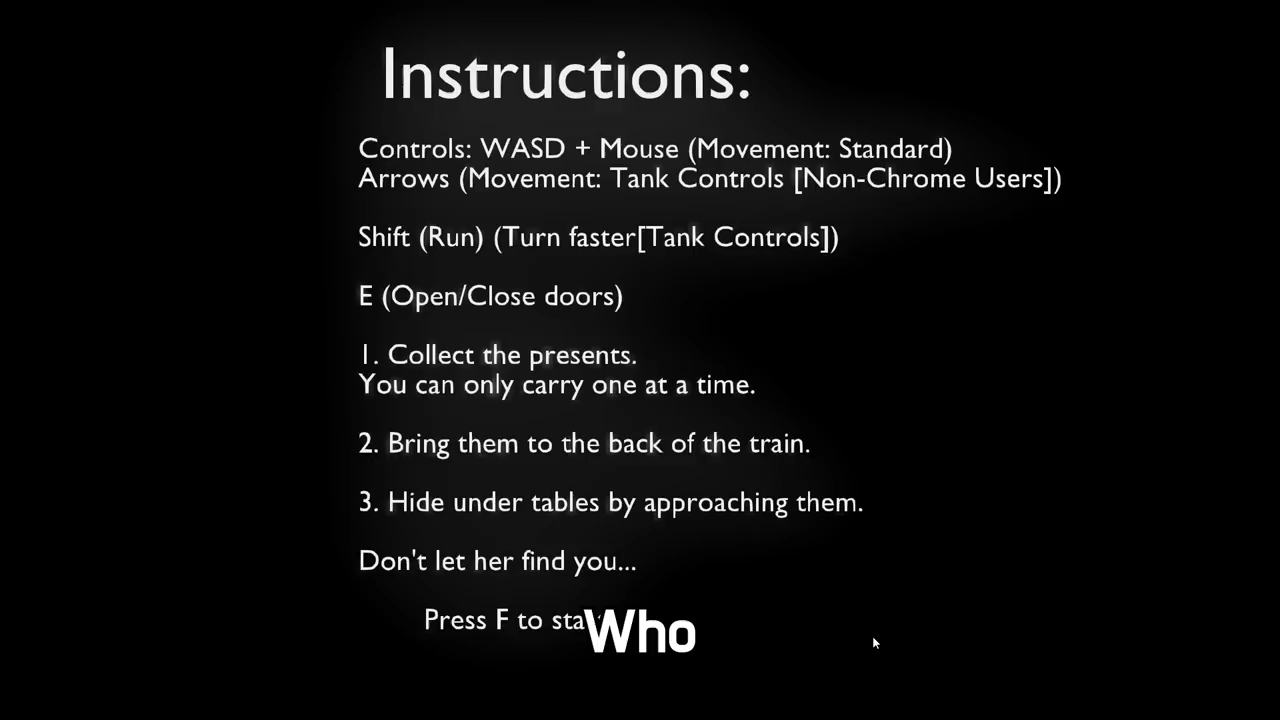 Instructions:
Controls: WASD + Mouse (Movement: Standard)
Arrows (Movement: Tank Controls [Non-Chrome Users])
Shift (Run) (Turn faster[Tank Controls])
E (Open/Close doors)
1. Collect the presents.
You can only carry one at a time.
2. Bring them to the back of the train.
3. Hide under tables by approaching them.
Don't let her find you...
Press F to
Who